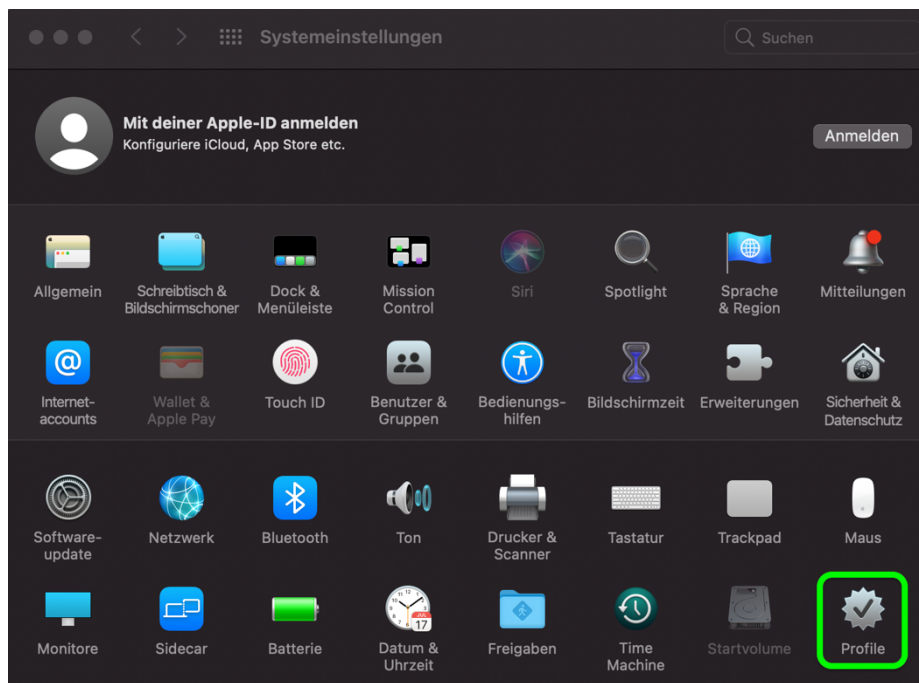 Systemeinstellungen
Suchen
Mit deiner Apple-ID anmelden
Konfiguriere iCloud, App Store etc.
Anmelden
Allgemein
Schreibtisch &
Bildschirmschoner
Dock &
Menüleiste
Mission
Control
Siri
Spotlight
Sprache
& Region
Mitteilungen
Internet-
accounts
Wallet &
Apple Pay
Touch ID
Benutzer &
Gruppen
Bedienungs-
hilfen
Bildschirmzeit
Erweiterungen
Sicherheit &
Datenschutz
Software-
update
Netzwerk
Bluetooth
Ton
Drucker &
Scanner
Tastatur
Trackpad
Maus
Monitore
Sidecar
Batterie
JUL
17
Datum &
Uhrzeit
Freigaben
Time
Machine
Startvolume
Profile